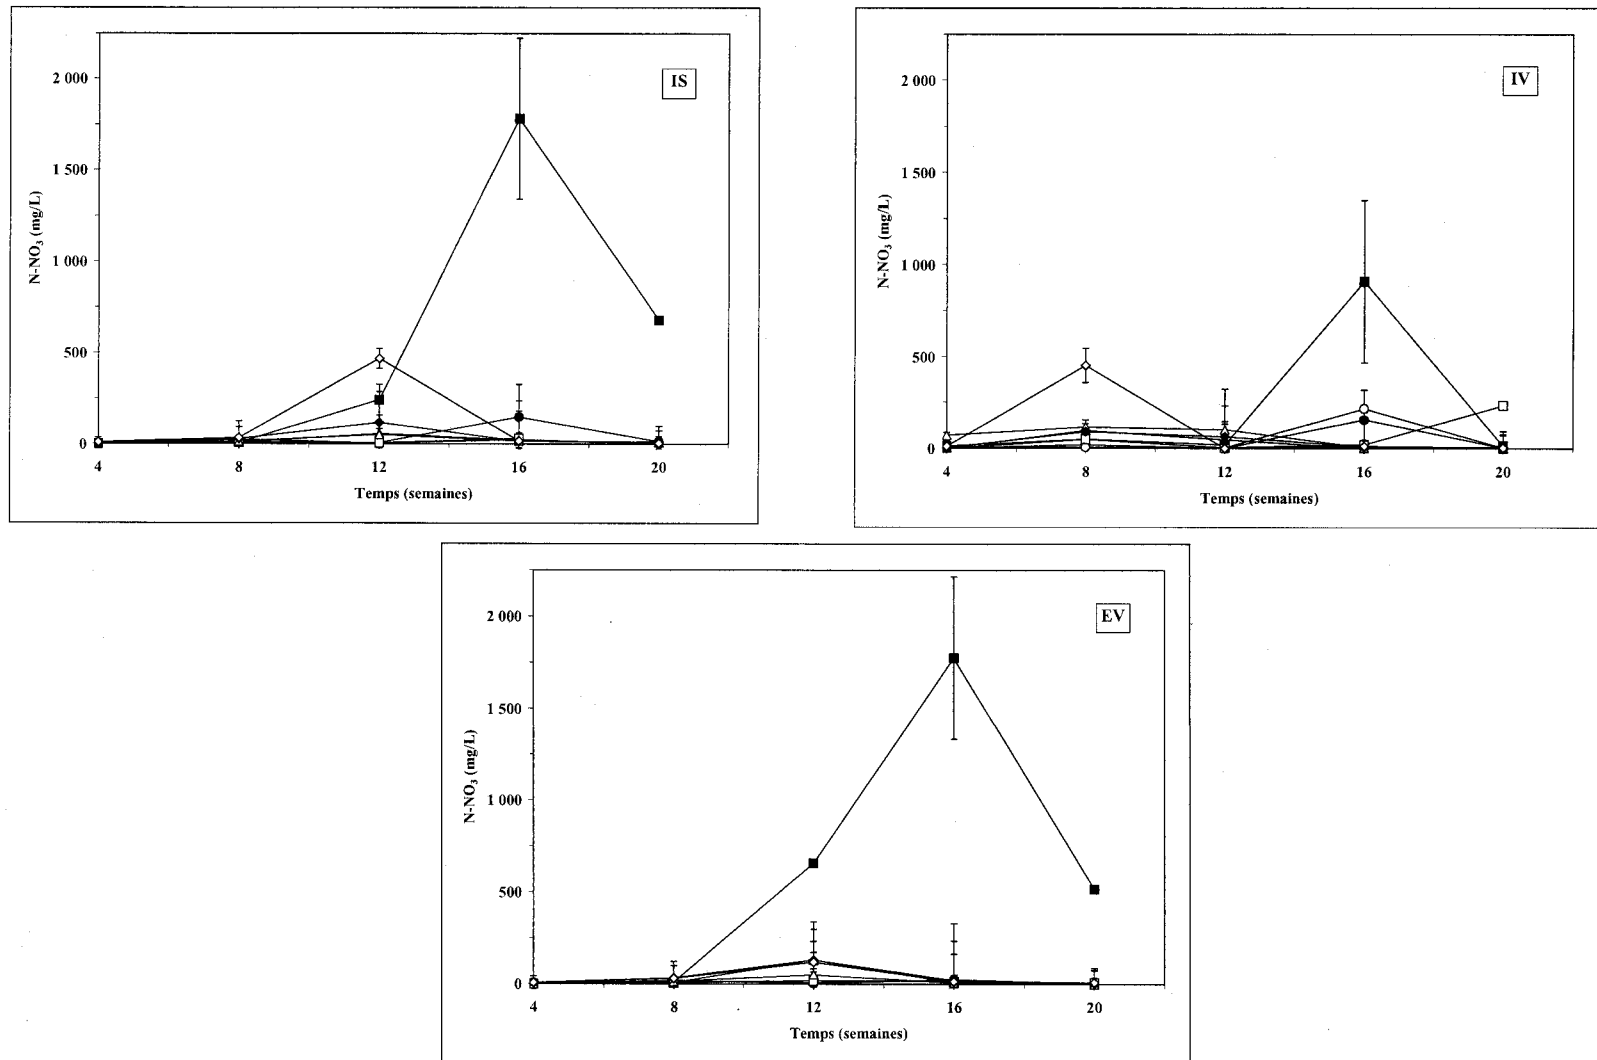 IS
2 000
1 500
1 000
500
0
N-NO₃ (mg/L)
4 8 12 16 20
Temps (semaines)
IV
2 000
1 500
1 000
500
0
N-NO₃ (mg/L)
4 8 12 16 20
Temps (semaines)
EV
2 000
1 500
1 000
500
0
N-NO₃ (mg/L)
4 8 12 16 20
Temps (semaines)